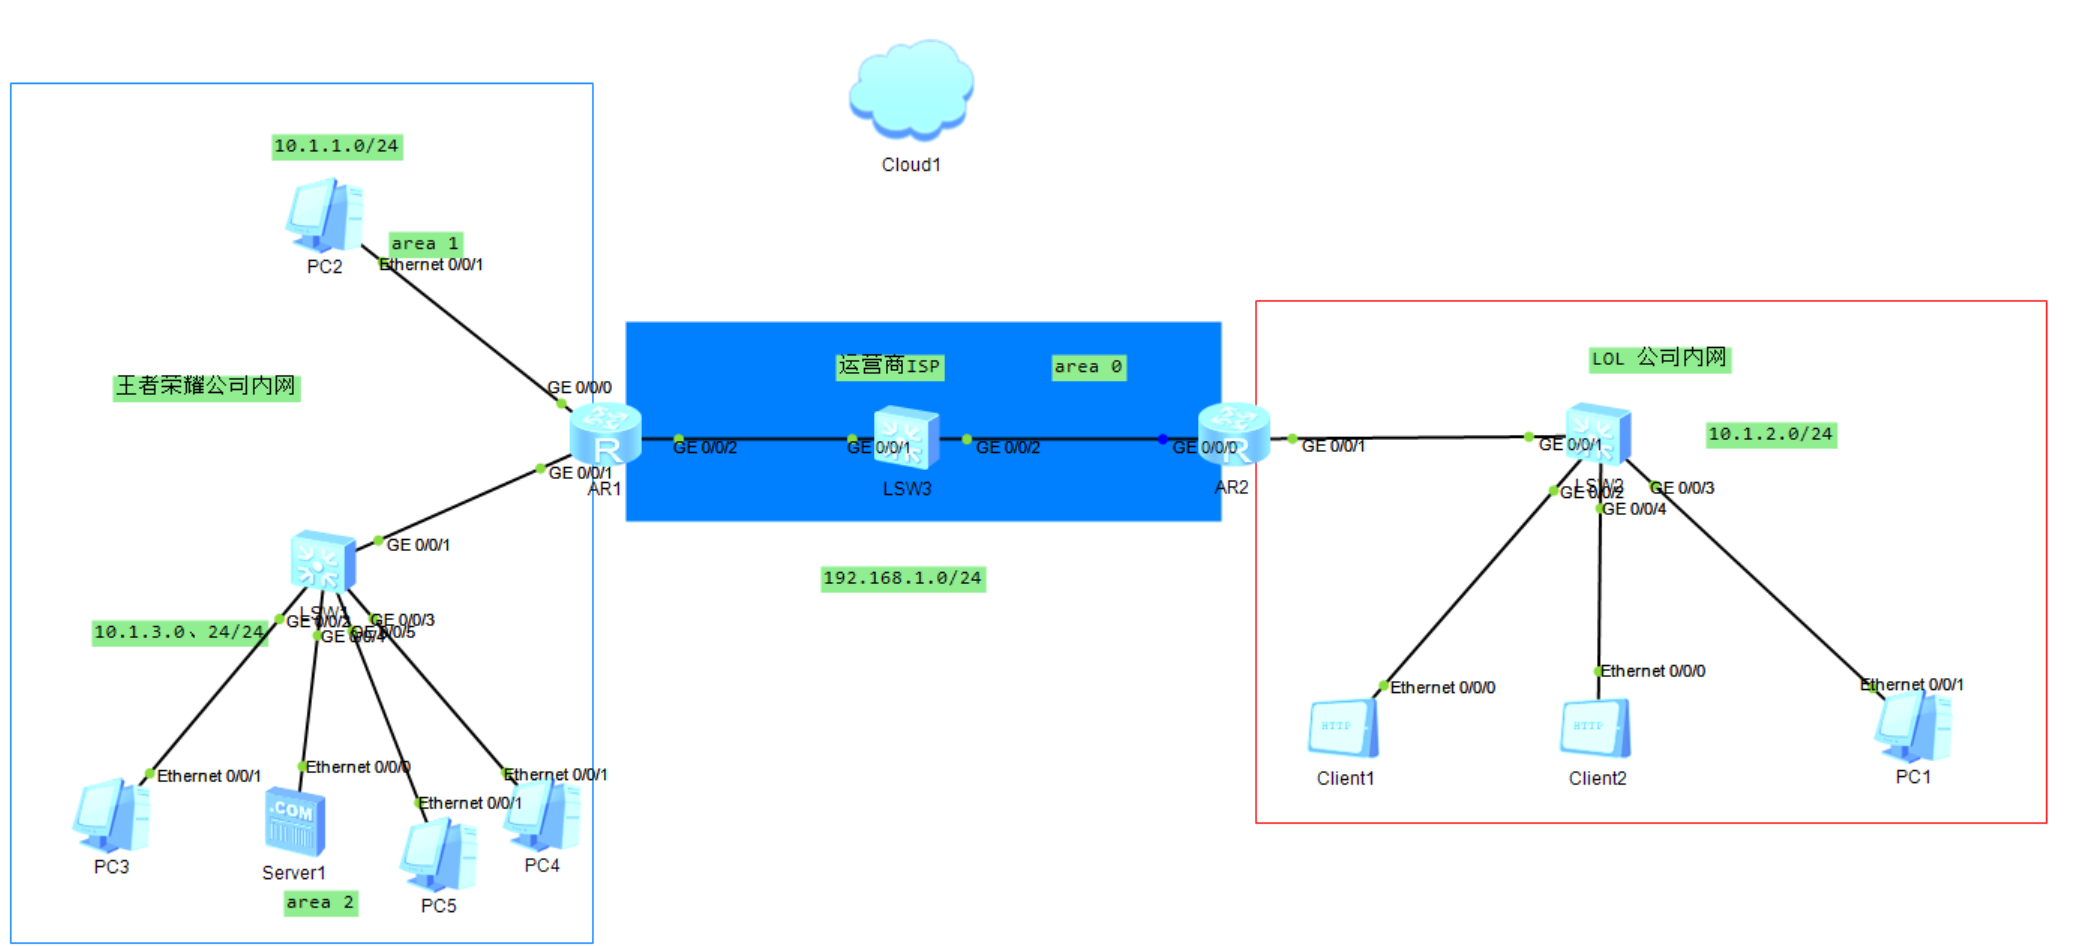 Cloud1
10.1.1.0/24
area 1
Ethernet 0/0/1
PC2
王者荣耀公司内网
GE 0/0/0
GE 0/0/2
GE 0/0/1
AR1
运营商ISP
area 0
GE 0/0/1
GE 0/0/2
LSW3
GE 0/0/0
R
R
AR2
192.168.1.0/24
LOL 公司内网
10.1.2.0/24
GE 0/0/1
GE 0/0/1
LSW2
GE 0/0/2
GE 0/0/3
GE 0/0/4
GE 0/0/1
LSW1
10.1.3.0、24/24
GE 0/0/2
GE 0/0/3
GE 0/0/4
GE 0/0/5
Ethernet 0/0/1
Ethernet 0/0/0
Ethernet 0/0/1
Ethernet 0/0/1
.COM
PC3
Server1
PC5
PC4
area 2
Ethernet 0/0/0
Ethernet 0/0/0
Ethernet 0/0/1
HTTP
HTTP
Client1
Client2
PC1